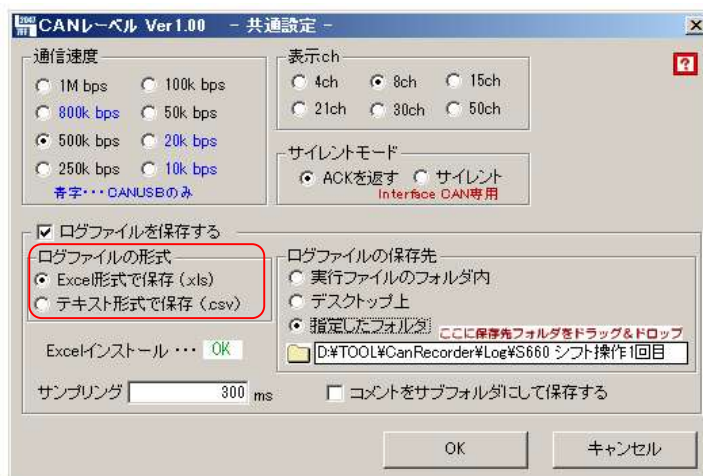 CANレーベル Ver1.00 － 共通設定 －
通信速度
1M bps
100k bps
800k bps
50k bps
500k bps
20k bps
250k bps
10k bps
青字・・・CANUSBのみ
表示ch
4ch
8ch
15ch
21ch
30ch
50ch
?
サイレントモード
ACKを返す
サイレント
Interface CAN専用
ログファイルを保存する
ログファイルの形式
Excel形式で保存 (.xls)
テキスト形式で保存 (.csv)
Excelインストール ・・・ OK
ログファイルの保存先
実行ファイルのフォルダ内
デスクトップ上
指定したフォルダ
ここに保存先フォルダをドラッグ&ドロップ
D:¥TOOL¥CanRecorder¥Log¥S660 シフト操作1回目
サンプリング 300 ms
コメントをサブフォルダにして保存する
OK
キャンセル